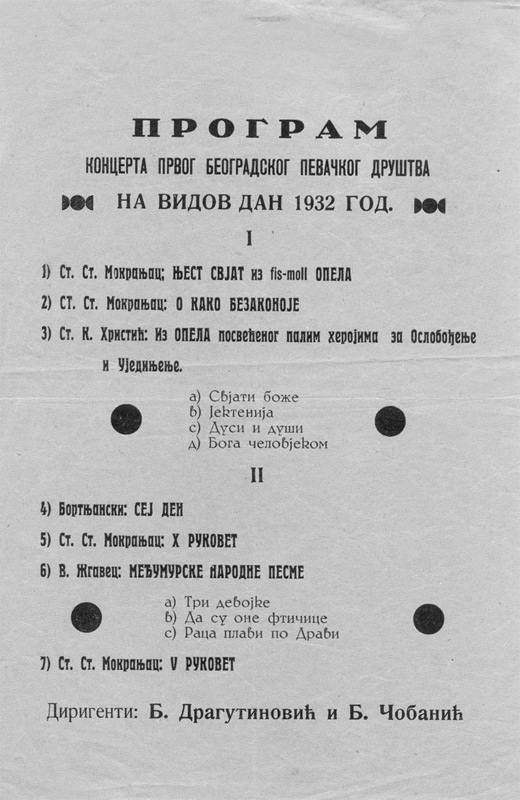 ПРОГРАМ
КОНЦЕРТА ПРВОГ БЕОГРАДСКОГ ПЕВАЧКОГ ДРУШТВА
НА ВИДОВ ДАН 1932 ГОД.
I
1) Ст. Ст. Мокрањац; ЊЕСТ СВЈАТ из fis-moll ОПЕЛА
2) СТ. Ст. Мокрањац: О КАКО БЕЗАКОНОЈЕ
3) Ст. К. Христић: Из ОПЕЛА посвећеног палим херојима за Ослобођење
и Уједињење.
а) Свјати боже
b) Јектенија
c) Дуси и души
д) Бога человјеком
II
4) Бортњански: СЕЈ ДЕН
5) Ст. Ст. Мокрањац: X РУКОВЕТ
6) В. Жгавец: МЕЂУМУРСКЕ НАРОДНЕ ПЕСМЕ
а) Три девојке
b) Да су оне фтичице
c) Раца плави по Драви
7) Ст. Ст. Мокрањац: V РУКОВЕТ
Диригенти: Б. Драгутиновић и Б. Чобанић